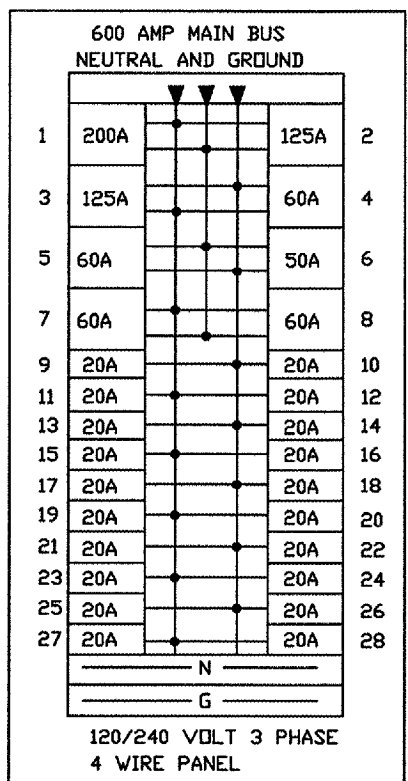 600 AMP MAIN BUS
NEUTRAL AND GROUND
1 200A 125A 2
3 125A 60A 4
5 60A 50A 6
7 60A 60A 8
9 20A 20A 10
11 20A 20A 12
13 20A 20A 14
15 20A 20A 16
17 20A 20A 18
19 20A 20A 20
21 20A 20A 22
23 20A 20A 24
25 20A 20A 26
27 20A 20A 28
N
G
120/240 VOLT 3 PHASE
4 WIRE PANEL